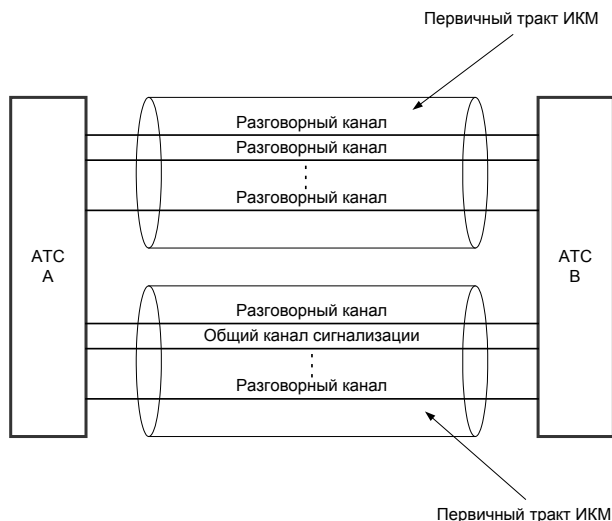 Первичный тракт ИКМ
Разговорный канал
Разговорный канал
Разговорный канал
АТС
А
АТС
В
Разговорный канал
Общий канал сигнализации
Разговорный канал
Первичный тракт ИКМ